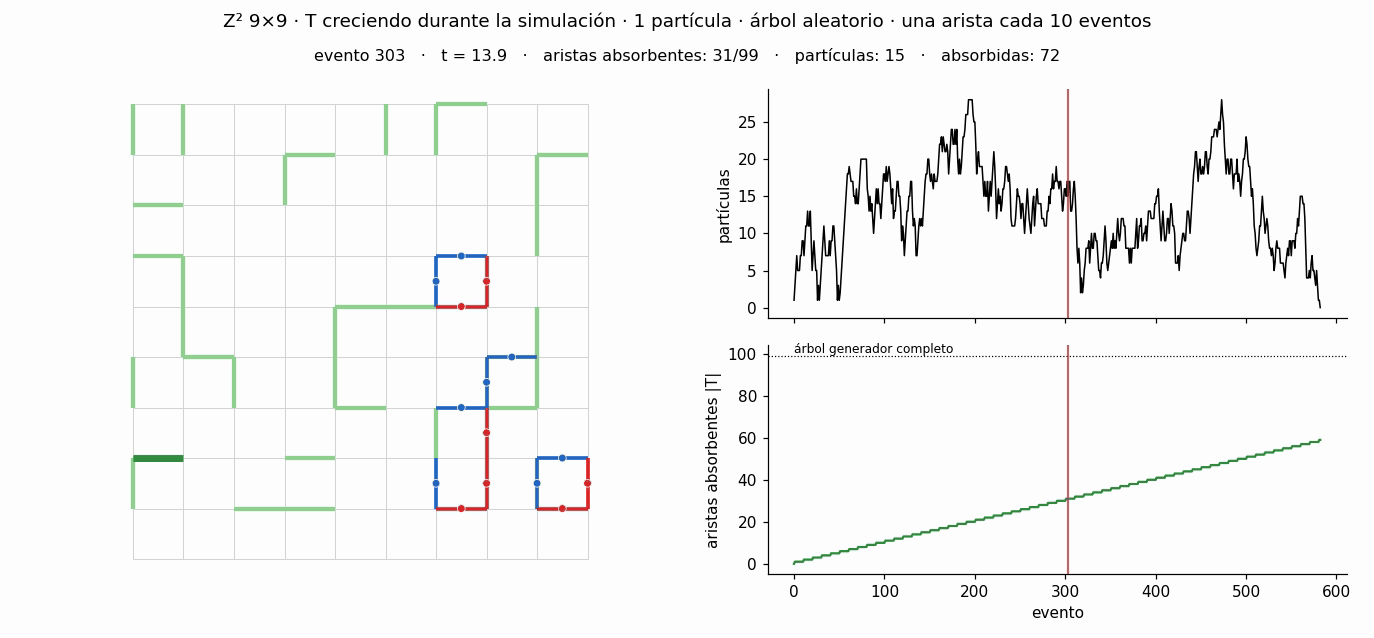 Z² 9×9 · T creciendo durante la simulación · 1 partícula · árbol aleatorio · una arista cada 10 eventos
evento 303 · t = 13.9 · aristas absorbentes: 31/99 · partículas: 15 · absorbidas: 72
partículas
25
20
15
10
5
0
aristas absorbentes |T|
árbol generador completo
100
80
60
40
20
0
0 100 200 300 400 500 600
evento